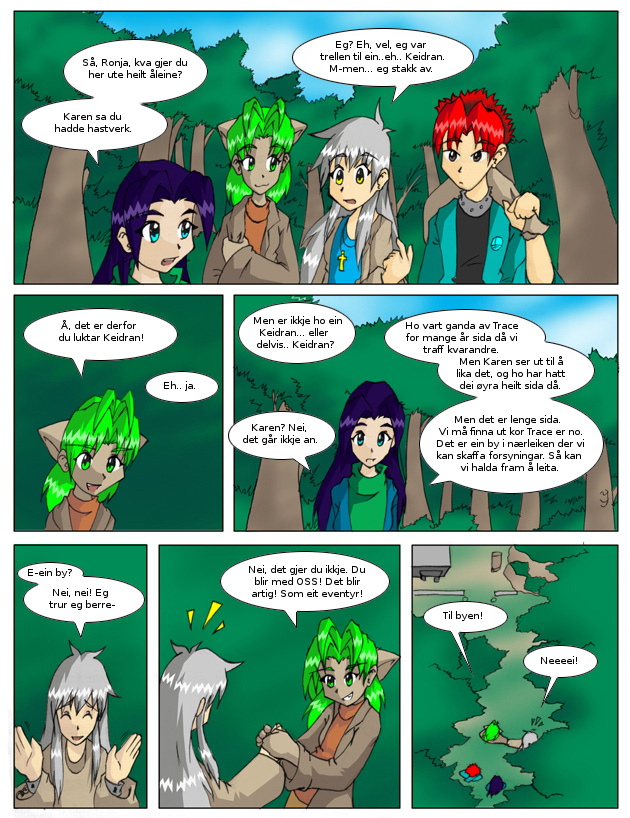 Så, Ronja, kva gjer du
her ute heilt åleine?
Karen sa du
hadde hastverk.
Eg? Eh, vel, eg var
trellen til ein..eh.. Keidran.
M-men... eg stakk av.
Å, det er derfor
du luktar Keidran!
Eh.. ja.
Men er ikkje ho ein
Keidran... eller
delvis.. Keidran?
Karen? Nei,
det går ikkje an.
Ho vart ganda av Trace
for mange år sida då vi
traff kvarandre.
Men Karen ser ut til å
lika det, og ho har hatt
dei øyra heilt sida då.
Men det er lenge sida.
Vi må finna ut kor Trace er no.
Det er ein by i nærleiken der vi
kan skaffa forsyningar. Så kan
vi halda fram å leita.
E-ein by?
Nei, nei! Eg
trur eg berre-
Nei, det gjer du ikkje. Du
blir med OSS! Det blir
artig! Som eit eventyr!
Til byen!
Neeeei!